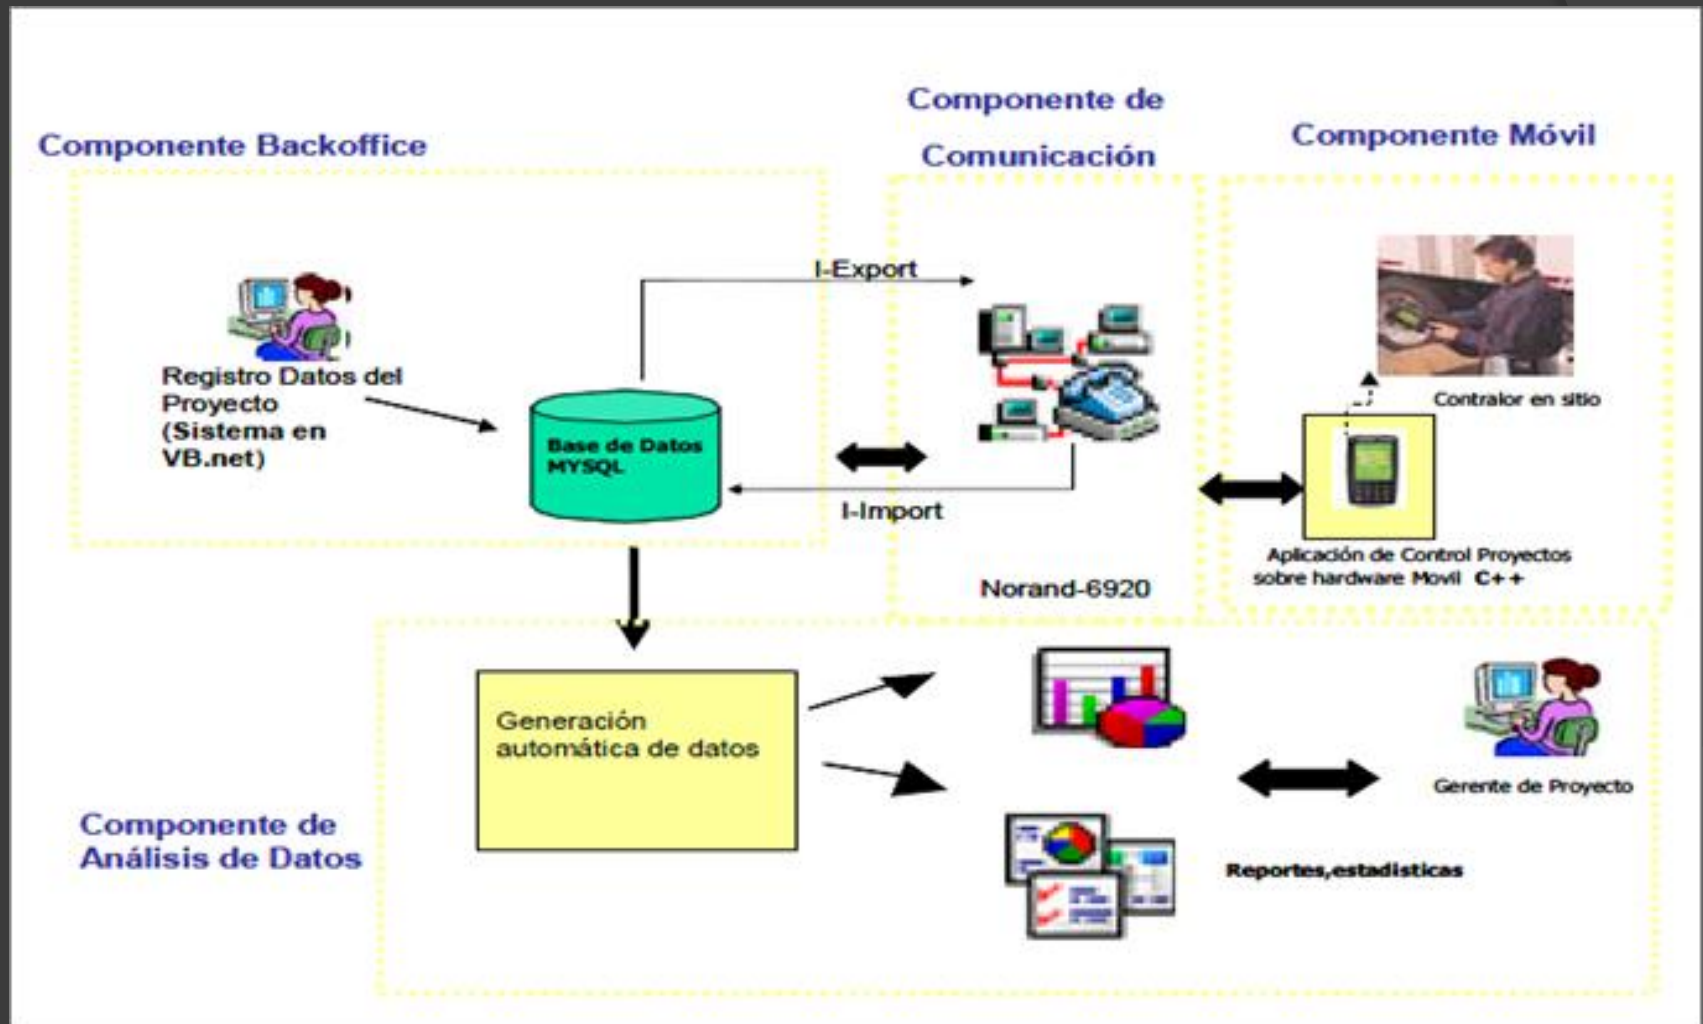 Componente de
Comunicación
Componente Backoffice
Componente Móvil
I-Export
Registro Datos del
Proyecto
(Sistema en
VB.net)
Base de Datos
MYSQL
I-Import
Norand-6920
Contralor en sitio
Aplicación de Control Proyectos
sobre hardware Movil C++
Generación
automática de datos
Gerente de Proyecto
Componente de
Análisis de Datos
Reportes,estadisticas